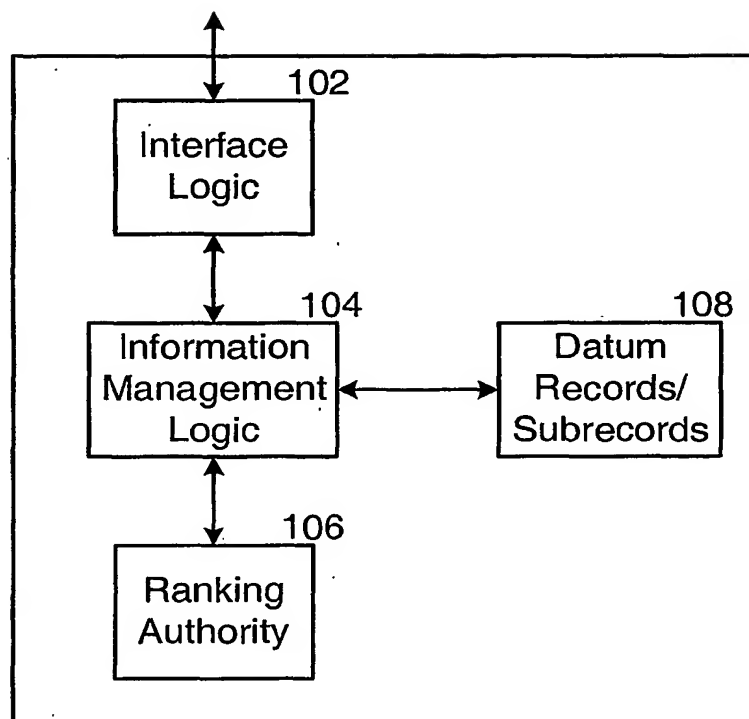 102
Interface
Logic
104
Information
Management
Logic
108
Datum
Records/
Subrecords
106
Ranking
Authority